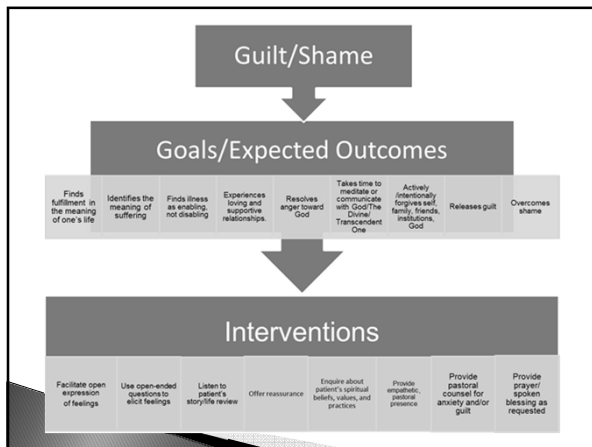 Guilt/Shame
Goals/Expected Outcomes
Finds
fulfillment in
the meaning
of one's life
Identifies the
meaning of
suffering
Finds illness
as enabling,
not disabling
Experiences
loving and
supportive
relationships.
Resolves
anger toward
God
Takes time to
meditate or
communicate
with God/The
Divine/
Transcendent
One
Actively
/intentionally
forgives self,
family, friends,
institutions,
God
Releases guilt
Overcomes
shame
Interventions
Facilitate open
expression
of feelings
Use open-ended
questions to
elicit feelings
Listen to
patient's
story/life review
Offer reassurance
Enquire about
patient's spiritual
beliefs, values, and
practices
Provide
empathetic,
pastoral
presence
Provide
pastoral
counsel for
anxiety and/or
guilt
Provide
prayer/
spoken
blessing as
requested